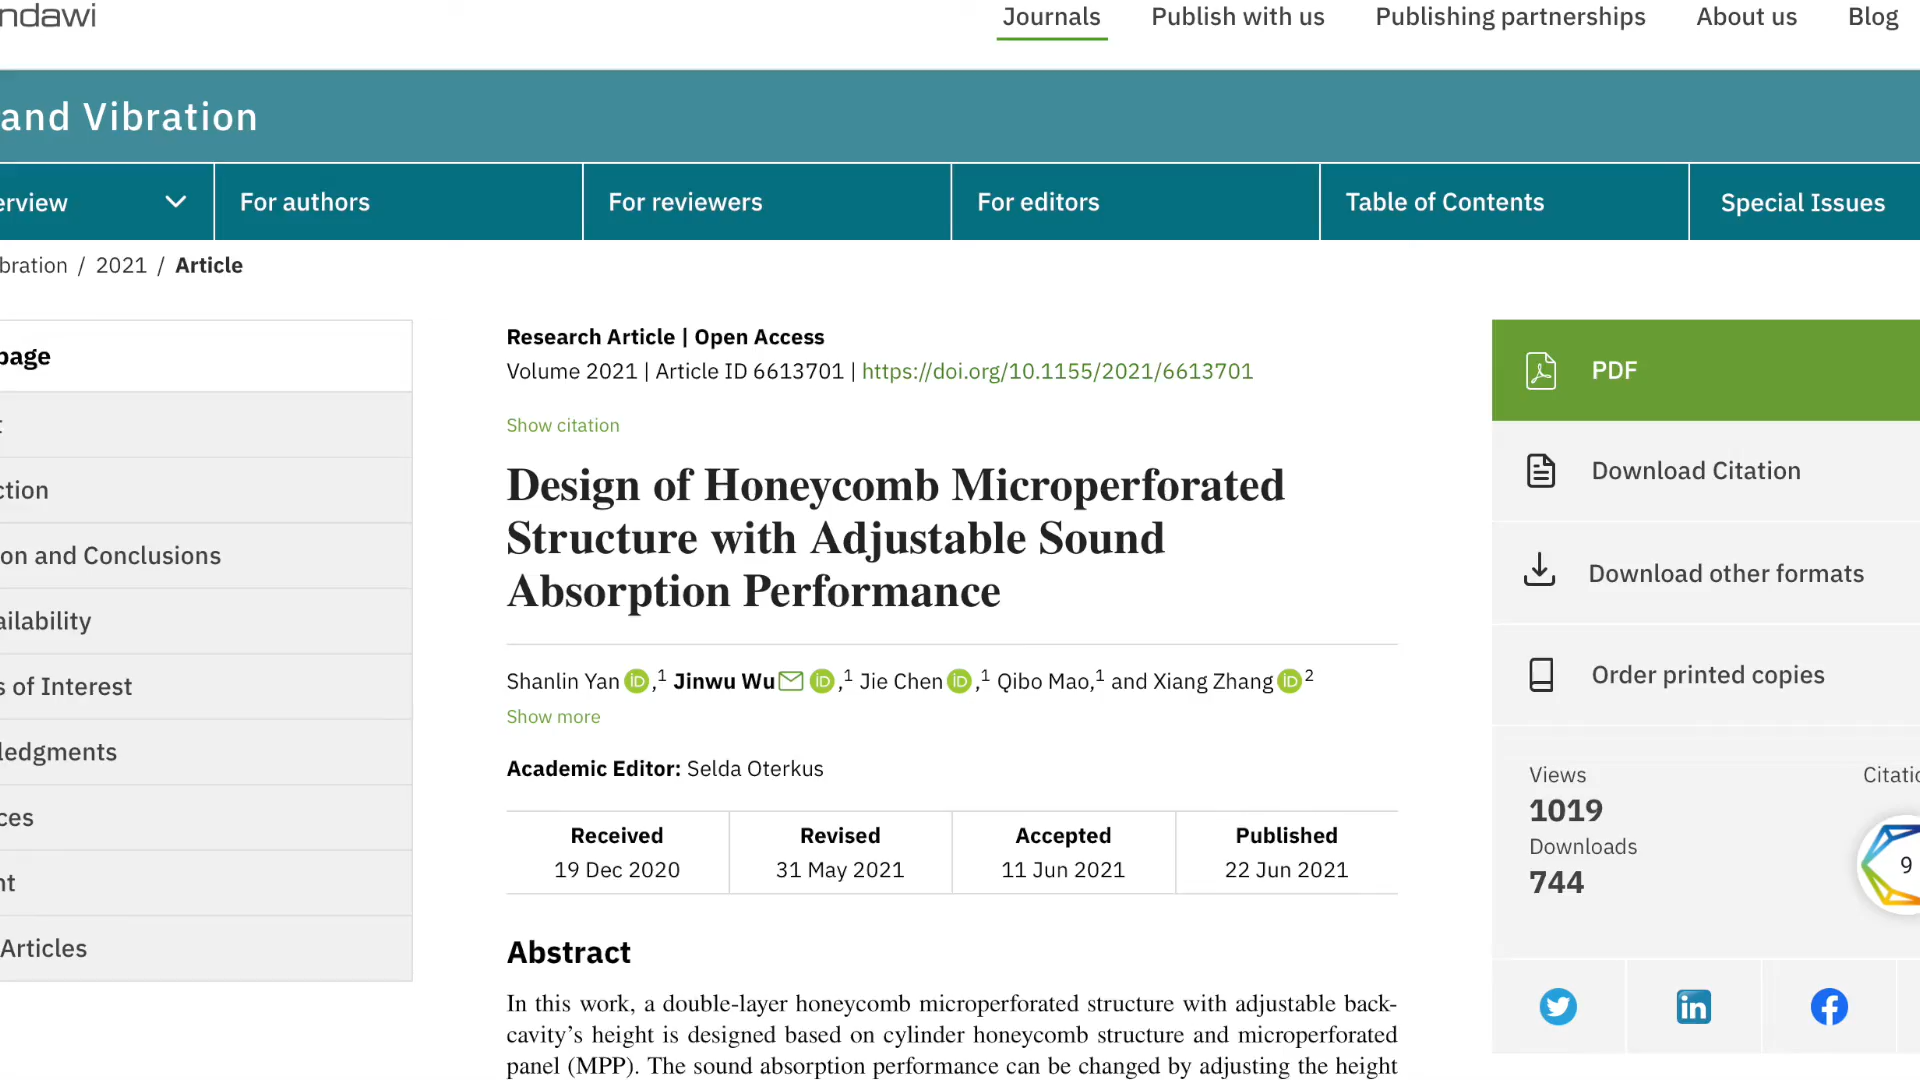 ndawi
Journals Publish with us Publishing partnerships About us Blog
and Vibration
erview For authors For reviewers For editors Table of Contents Special Issues
bration / 2021 / Article
page
ction
on and Conclusions
ailability
s of Interest
ledgments
ces
nt
Articles
Research Article | Open Access
Volume 2021 | Article ID 6613701 | https://doi.org/10.1155/2021/6613701
Show citation
Design of Honeycomb Microperforated
Structure with Adjustable Sound
Absorption Performance
Shanlin Yan iD,1 Jinwu Wu iD,1 Jie Chen iD,1 Qibo Mao,1 and Xiang Zhang iD 2
Show more
Academic Editor: Selda Oterkus
Received Revised Accepted Published
19 Dec 2020 31 May 2021 11 Jun 2021 22 Jun 2021
Abstract
In this work, a double-layer honeycomb microperforated structure with adjustable back-
cavity’s height is designed based on cylinder honeycomb structure and microperforated
panel (MPP). The sound absorption performance can be changed by adjusting the height
PDF
Download Citation
Download other formats
Order printed copies
Views Citatio
1019
Downloads
744
9
in